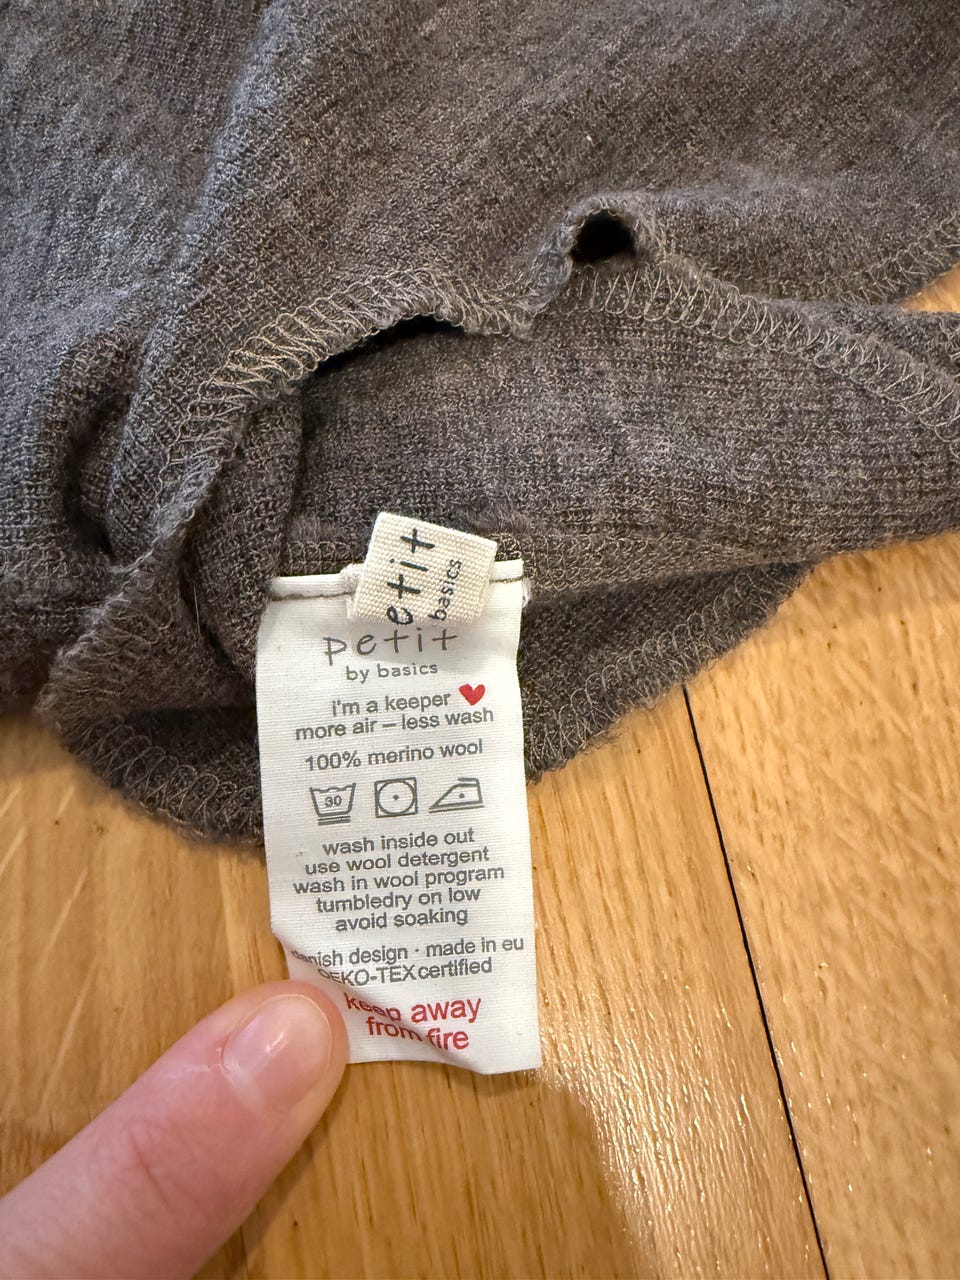 petit
basics
petit
by basics
i'm a keeper
more air – less wash
100% merino wool
30
wash inside out
use wool detergent
wash in wool program
tumbledry on low
avoid soaking
danish design · made in eu
OEKO-TEX certified
keep away
from fire